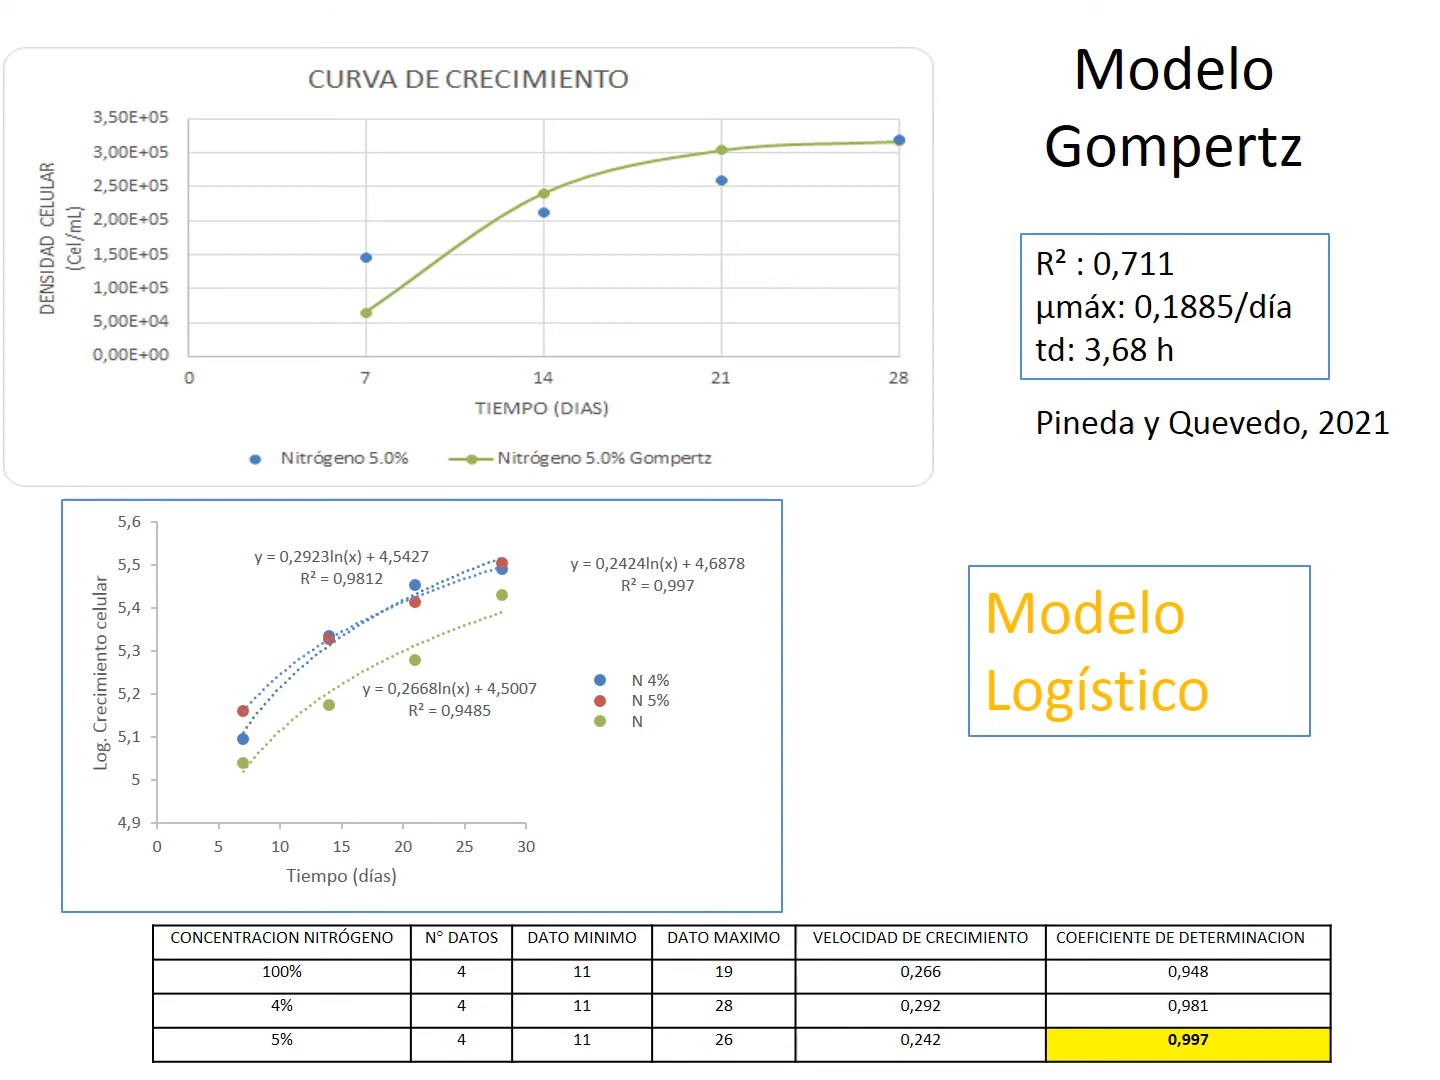 CURVA DE CRECIMIENTO
3,50E+05
3,00E+05
2,50E+05
2,00E+05
1,50E+05
1,00E+05
5,00E+04
0,00E+00
DENSIDAD CELULAR
(Cel/mL)
0 7 14 21 28
TIEMPO (DIAS)
Nitrógeno 5.0% Nitrógeno 5.0% Gompertz
Modelo
Gompertz
R² : 0,711
µmáx: 0,1885/día
td: 3,68 h
Pineda y Quevedo, 2021
5,6
5,5
5,4
5,3
5,2
5,1
5
4,9
Log. Crecimiento celular
y = 0,2923ln(x) + 4,5427
R² = 0,9812
y = 0,2424ln(x) + 4,6878
R² = 0,997
y = 0,2668ln(x) + 4,5007
R² = 0,9485
N 4%
N 5%
N
0 5 10 15 20 25 30
Tiempo (días)
Modelo
Logístico
CONCENTRACION NITRÓGENO N° DATOS DATO MINIMO DATO MAXIMO VELOCIDAD DE CRECIMIENTO COEFICIENTE DE DETERMINACION
100% 4 11 19 0,266 0,948
4% 4 11 28 0,292 0,981
5% 4 11 26 0,242 0,997